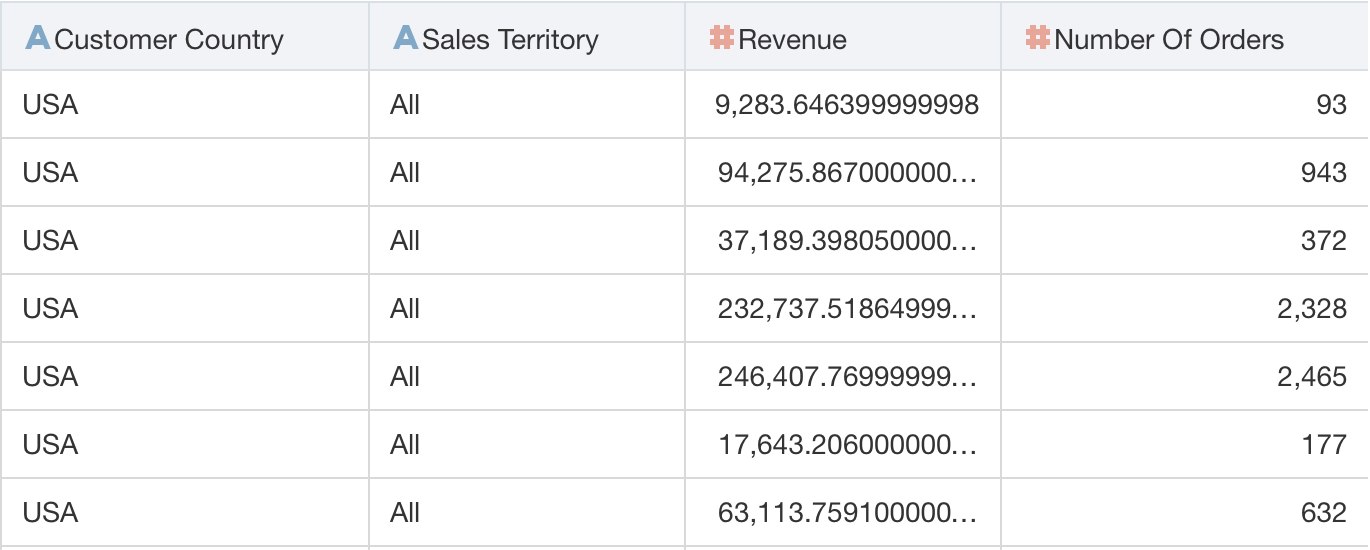 Customer Country Sales Territory Revenue Number Of Orders
USA All 9,283.646399999998 93
USA All 94,275.867000000… 943
USA All 37,189.398050000… 372
USA All 232,737.51864999… 2,328
USA All 246,407.76999999… 2,465
USA All 17,643.206000000… 177
USA All 63,113.759100000… 632